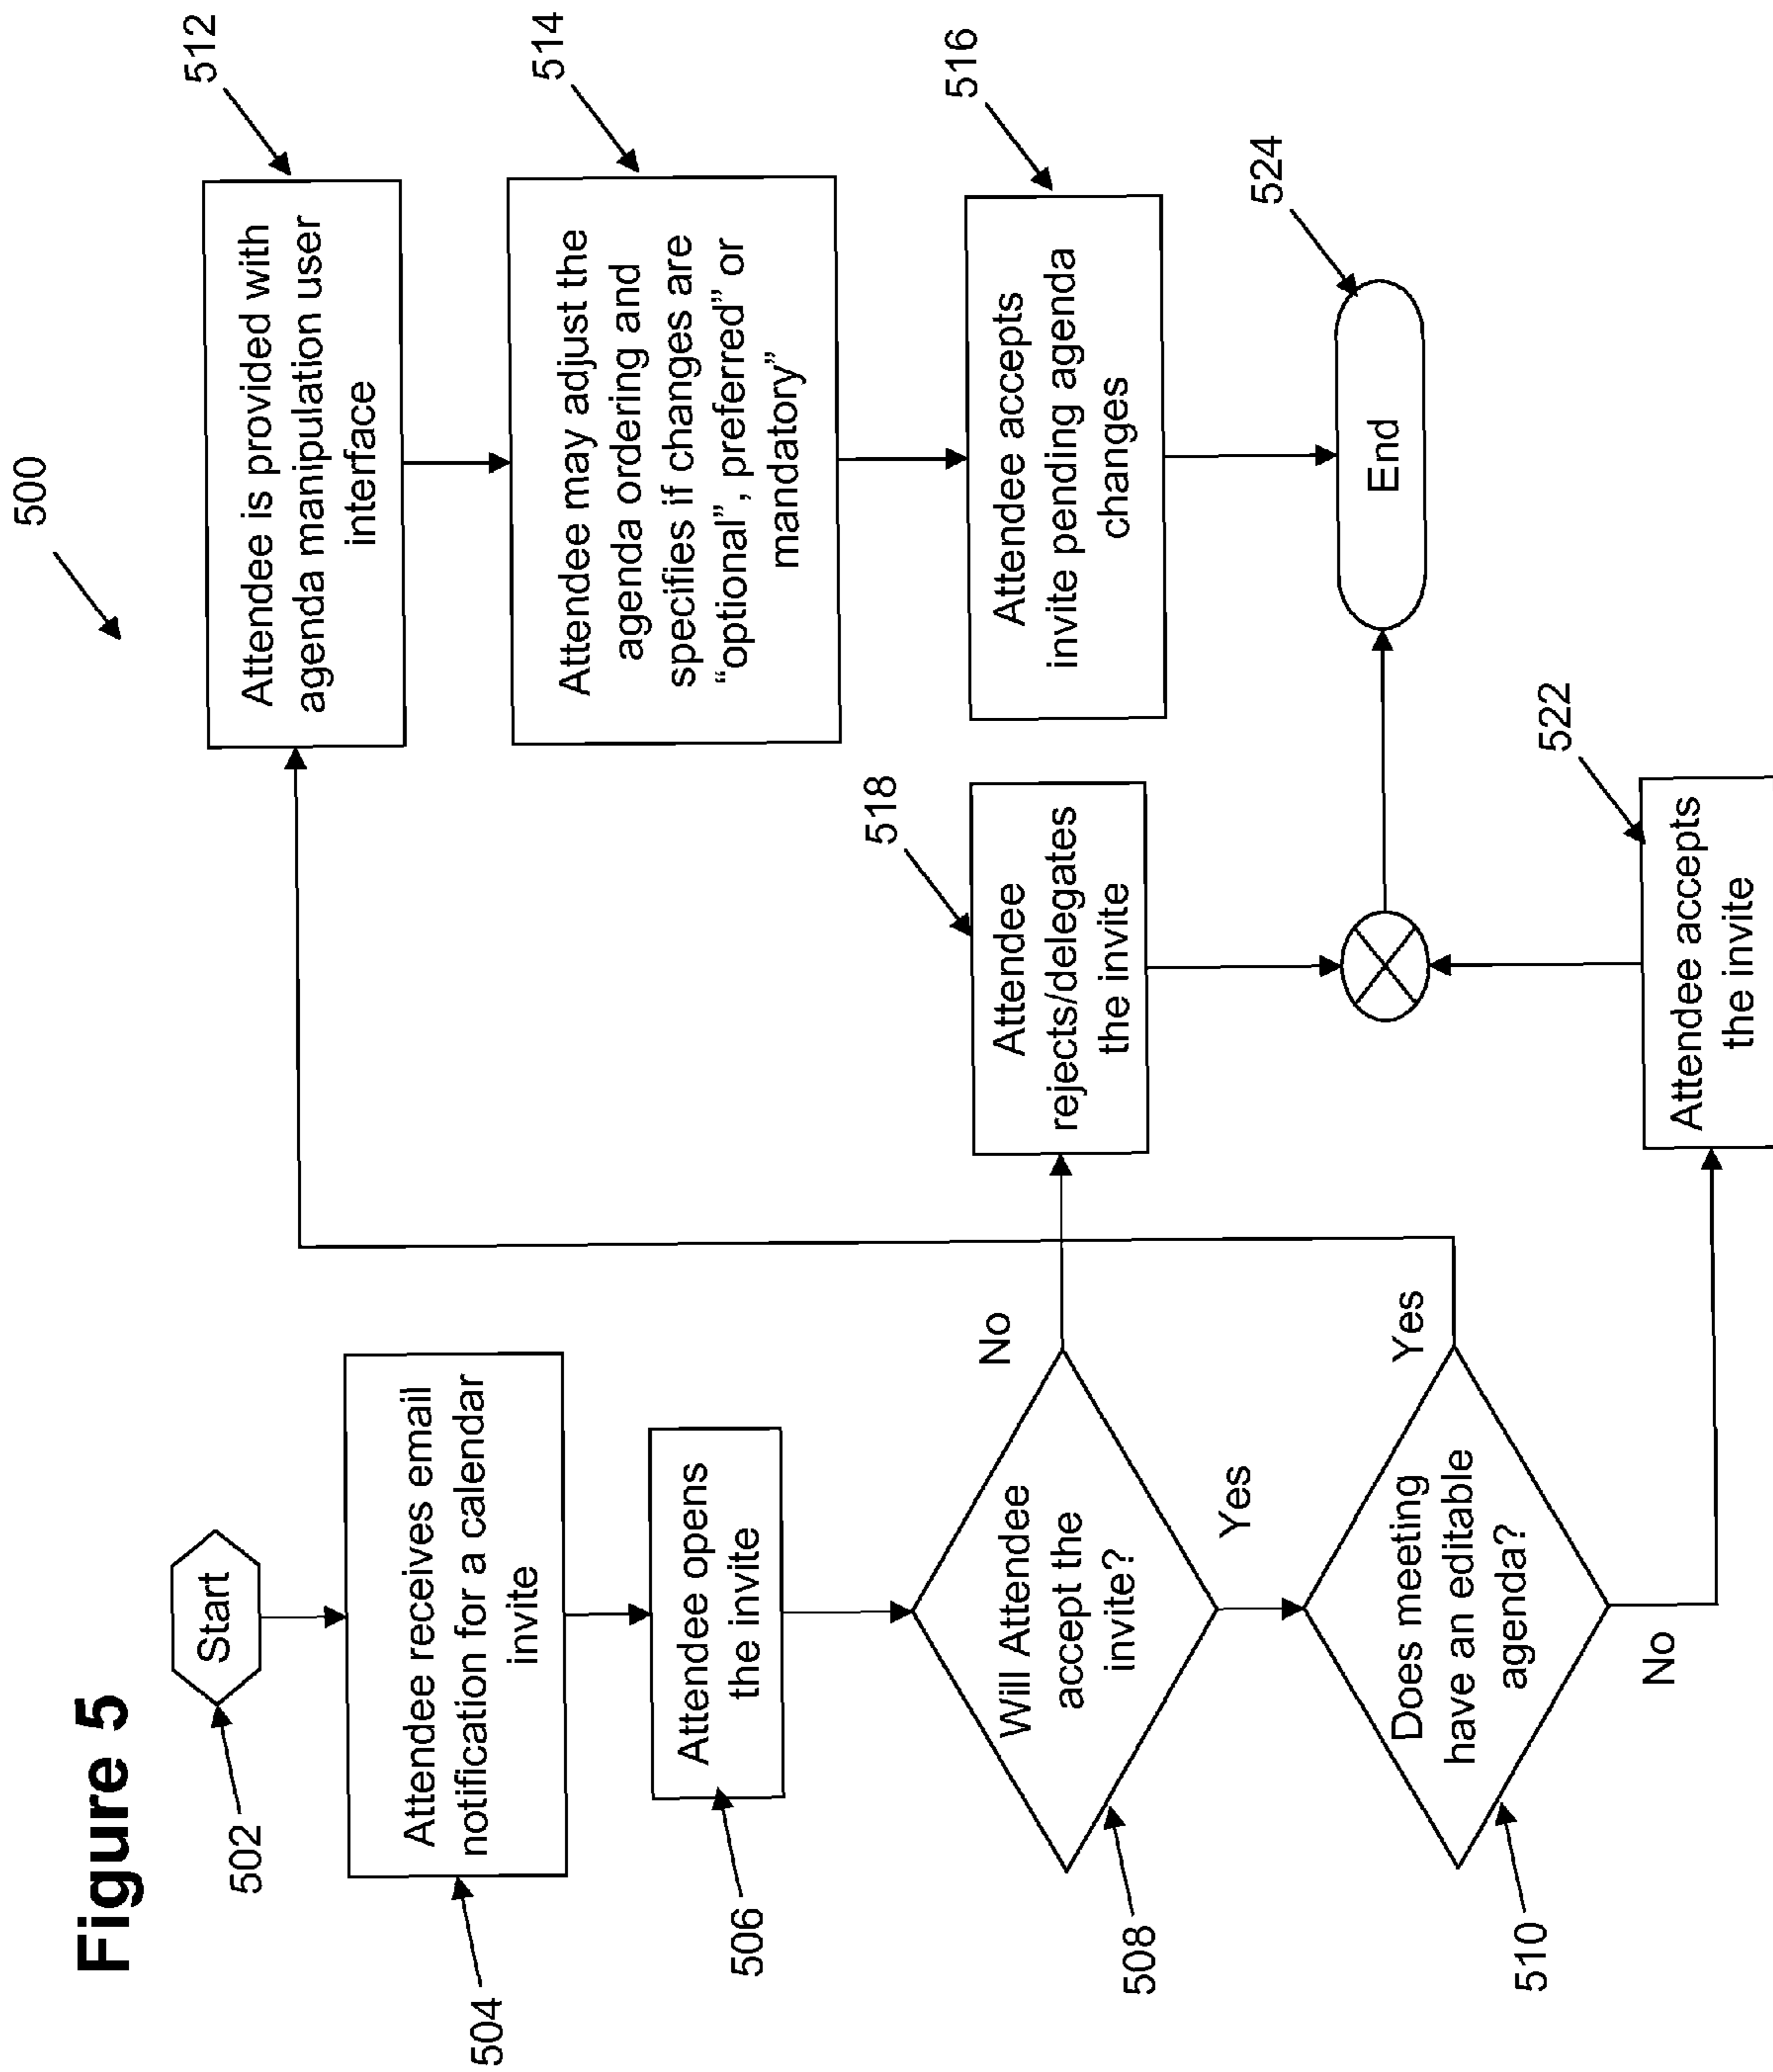 Figure 5
500
502
Start
504
Attendee receives email
notification for a calendar
invite
506
Attendee opens
the invite
508
Will Attendee
accept the
invite?
No
Yes
510
Does meeting
have an editable
agenda?
Yes
No
512
Attendee is provided with
agenda manipulation user
interface
514
Attendee may adjust the
agenda ordering and
specifies if changes are
“optional”, preferred” or
mandatory”
516
Attendee accepts
invite pending agenda
changes
518
Attendee
rejects/delegates
the invite
522
Attendee accepts
the invite
524
End